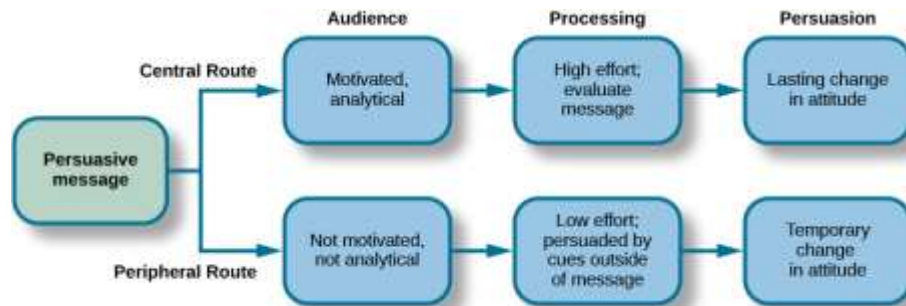 Audience
Processing
Persuasion
Central Route
Motivated,
analytical
High effort;
evaluate
message
Lasting change
in attitude
Persuasive
message
Peripheral Route
Not motivated,
not analytical
Low effort;
persuaded by
cues outside
of message
Temporary
change
in attitude